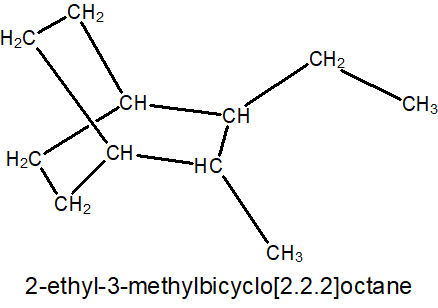 CH₂
H₂C
CH₂
CH
CH
CH₃
H₂C
CH
HC
CH₂
CH₃
2-ethyl-3-methylbicyclo[2.2.2]octane